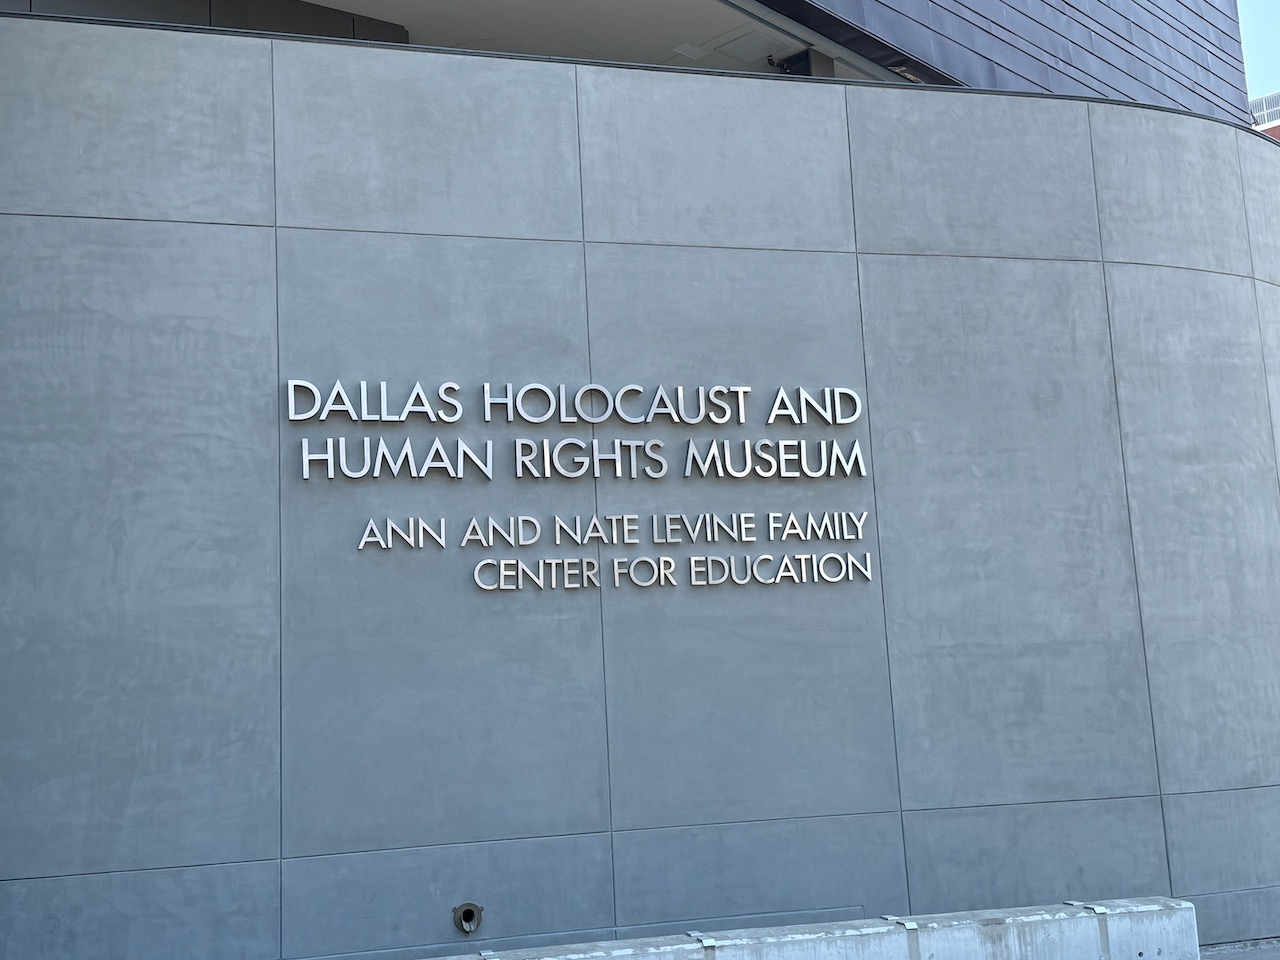 DALLAS HOLOCAUST AND
HUMAN RIGHTS MUSEUM
ANN AND NATE LEVINE FAMILY
CENTER FOR EDUCATION